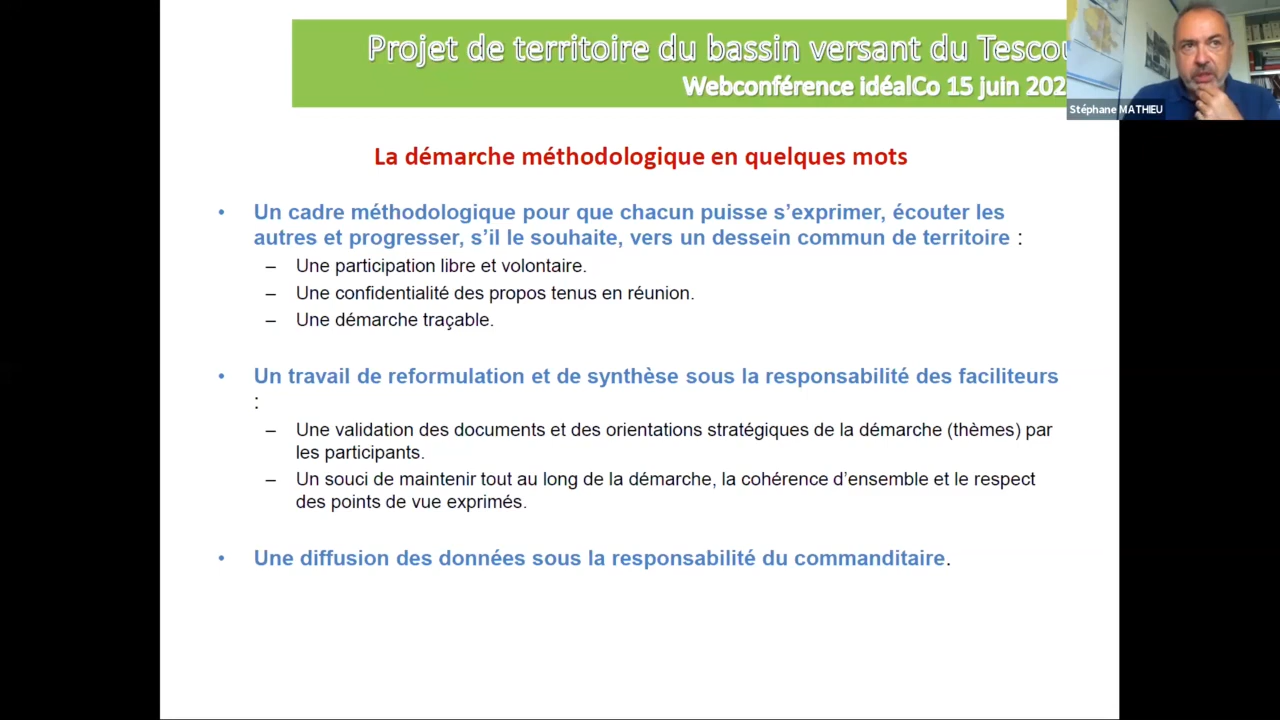 Projet de territoire du bassin versant du Tescou
Webconférence idéalCo 15 juin 202
Stéphane MATHIEU
La démarche méthodologique en quelques mots
• Un cadre méthodologique pour que chacun puisse s’exprimer, écouter les
autres et progresser, s’il le souhaite, vers un dessein commun de territoire :
– Une participation libre et volontaire.
– Une confidentialité des propos tenus en réunion.
– Une démarche traçable.
• Un travail de reformulation et de synthèse sous la responsabilité des faciliteurs
:
– Une validation des documents et des orientations stratégiques de la démarche (thèmes) par
les participants.
– Un souci de maintenir tout au long de la démarche, la cohérence d’ensemble et le respect
des points de vue exprimés.
• Une diffusion des données sous la responsabilité du commanditaire.